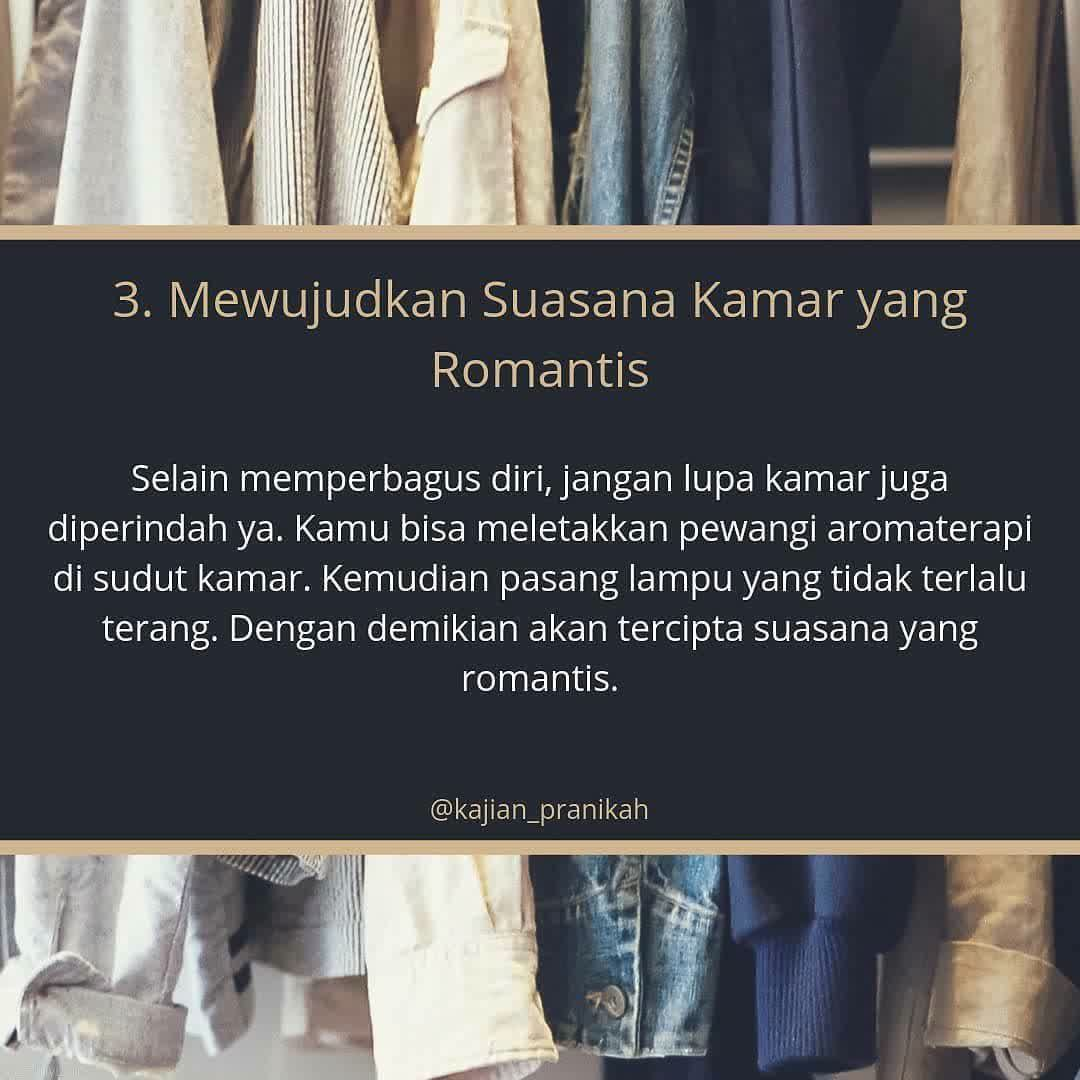 3. Mewujudkan Suasana Kamar yang
Romantis
Selain memperbagus diri, jangan lupa kamar juga
diperindah ya. Kamu bisa meletakkan pewangi aromaterapi
di sudut kamar. Kemudian pasang lampu yang tidak terlalu
terang. Dengan demikian akan tercipta suasana yang
romantis.
@kajian_pranikah